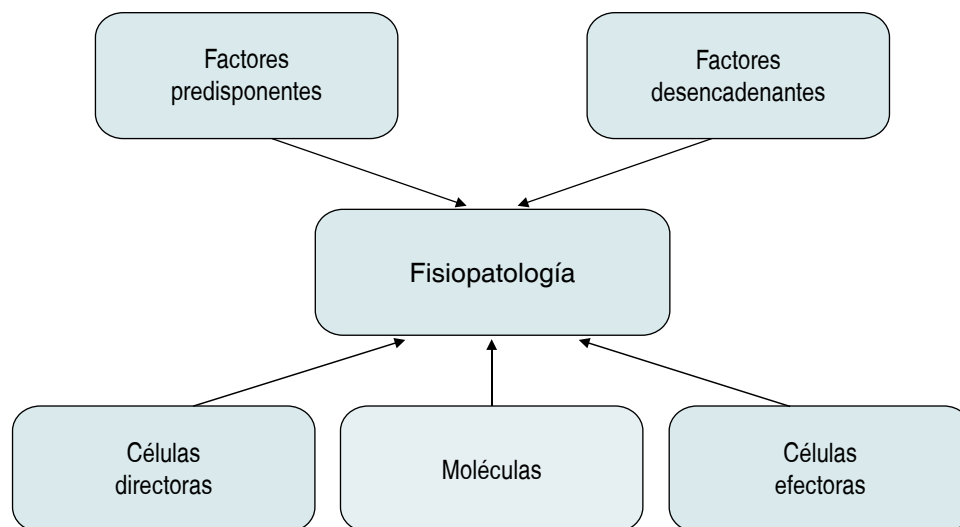 Factores
predisponentes
Factores
desencadenantes
Fisiopatología
Células
directoras
Moléculas
Células
efectoras